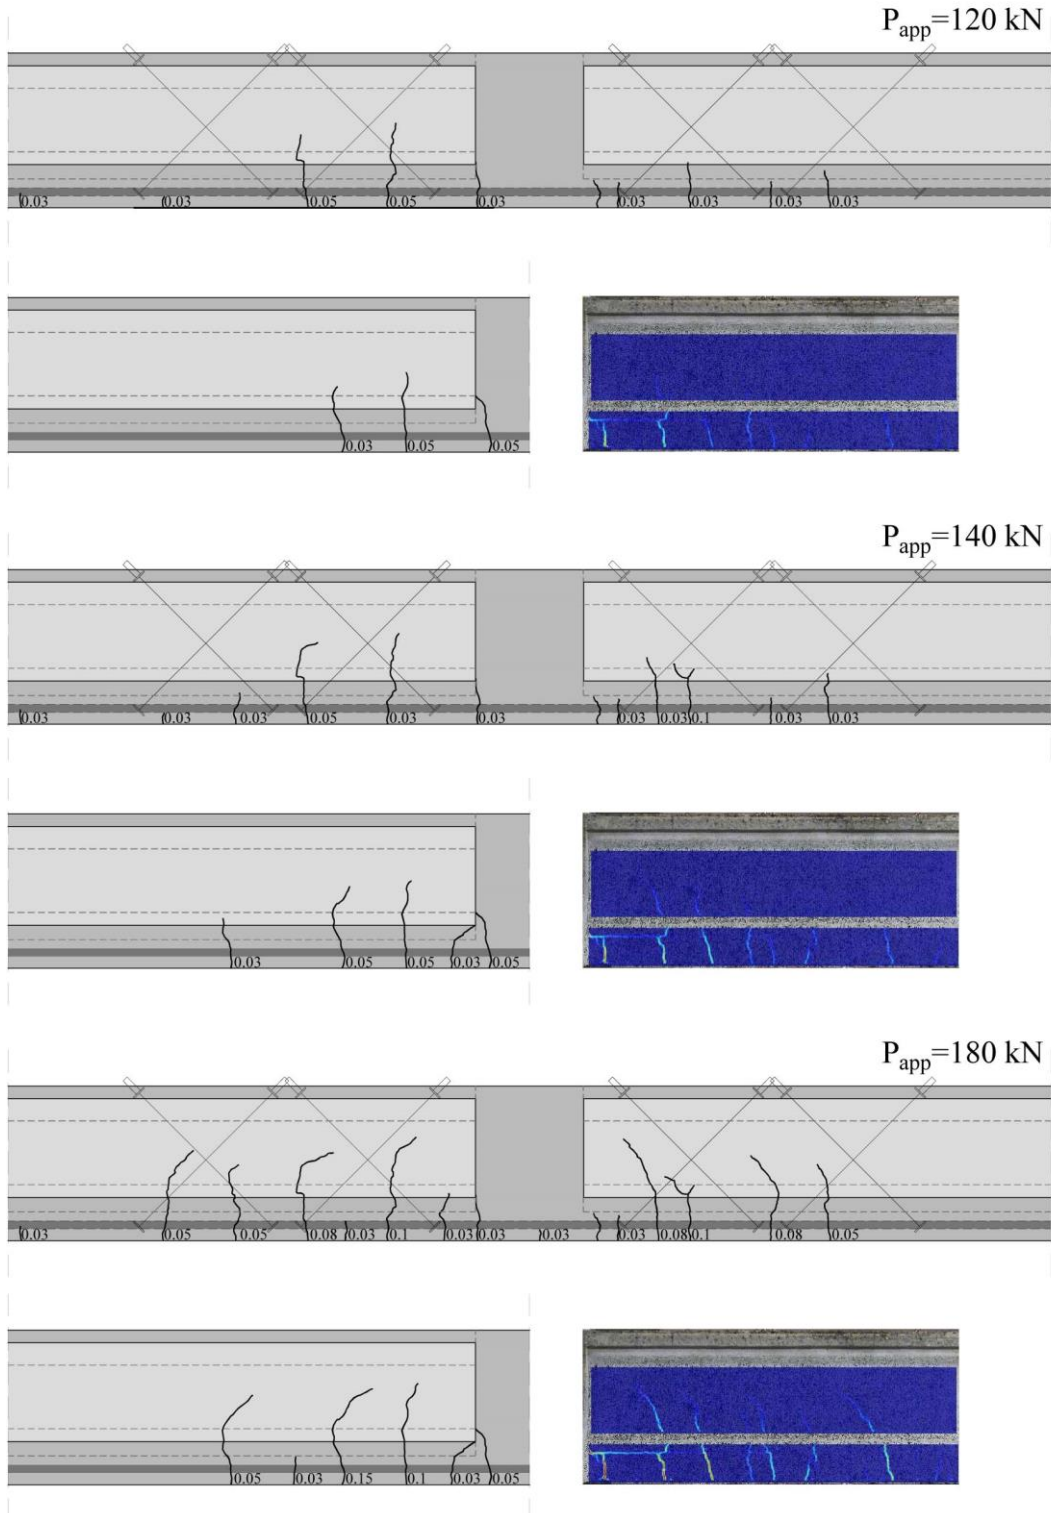 Papp=120 kN
0.03 0.03 0.05 0.05 0.03 0.03 0.03 0.03 0.03
0.03 0.05 0.05
Papp=140 kN
0.03 0.03 0.03 0.05 0.03 0.03 0.03 0.03 0.1 0.03 0.03
0.03 0.05 0.05 0.03 0.05
Papp=180 kN
0.03 0.05 0.05 0.08 0.03 0.1 0.03 0.03 0.03 0.03 0.08 0.1 0.08 0.05
0.05 0.03 0.15 0.1 0.03 0.05